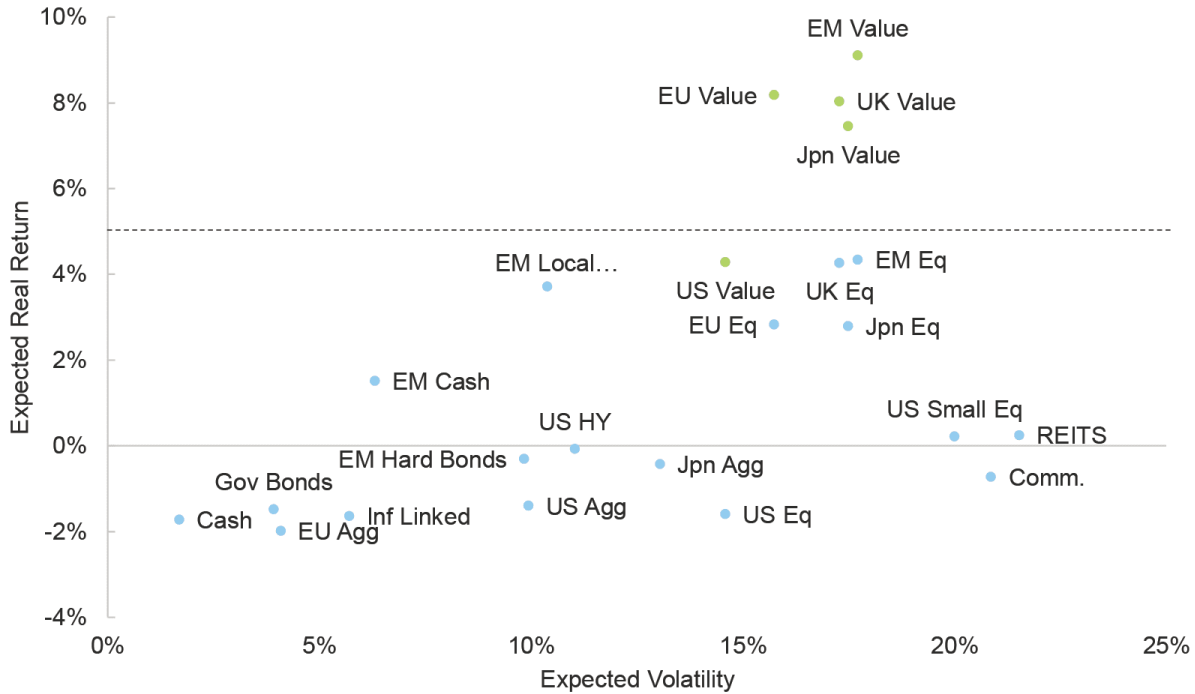 10%
8%
6%
4%
2%
0%
-2%
-4%
Expected Real Return
EM Value
EU Value
UK Value
Jpn Value
EM Local…
EM Eq
US Value
UK Eq
EU Eq
Jpn Eq
EM Cash
US HY
US Small Eq
REITS
EM Hard Bonds
Jpn Agg
Comm.
Gov Bonds
Cash
EU Agg
Inf Linked
US Agg
US Eq
0%
5%
10%
15%
20%
25%
Expected Volatility